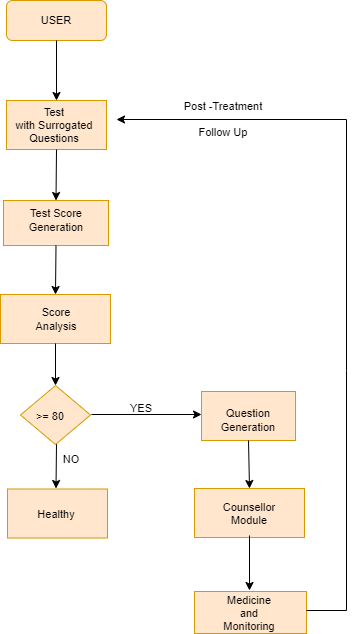 USER
Test
with Surrogated
Questions
Post -Treatment
Follow Up
Test Score
Generation
Score
Analysis
>= 80
YES
Question
Generation
NO
Healthy
Counsellor
Module
Medicine
and
Monitoring